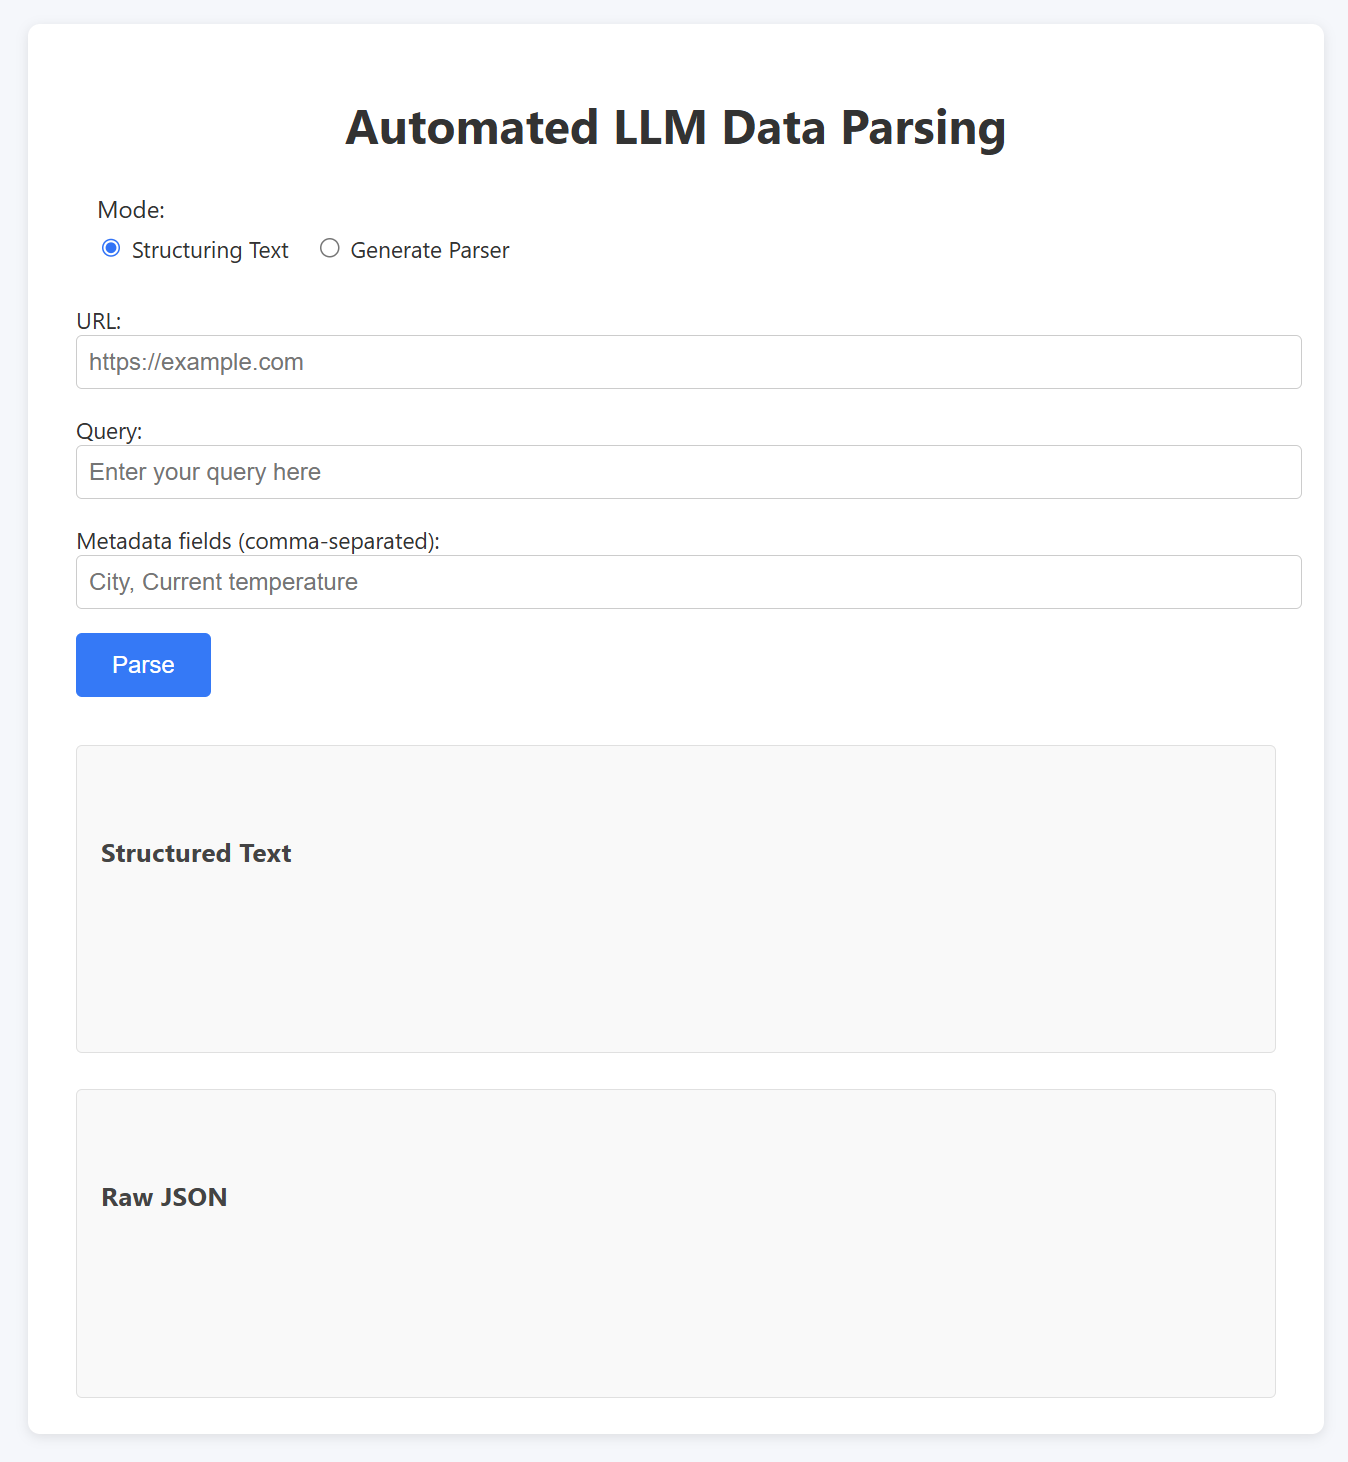 Automated LLM Data Parsing
Mode:
Structuring Text Generate Parser
URL:
https://example.com
Query:
Enter your query here
Metadata fields (comma-separated):
City, Current temperature
Parse
Structured Text
Raw JSON